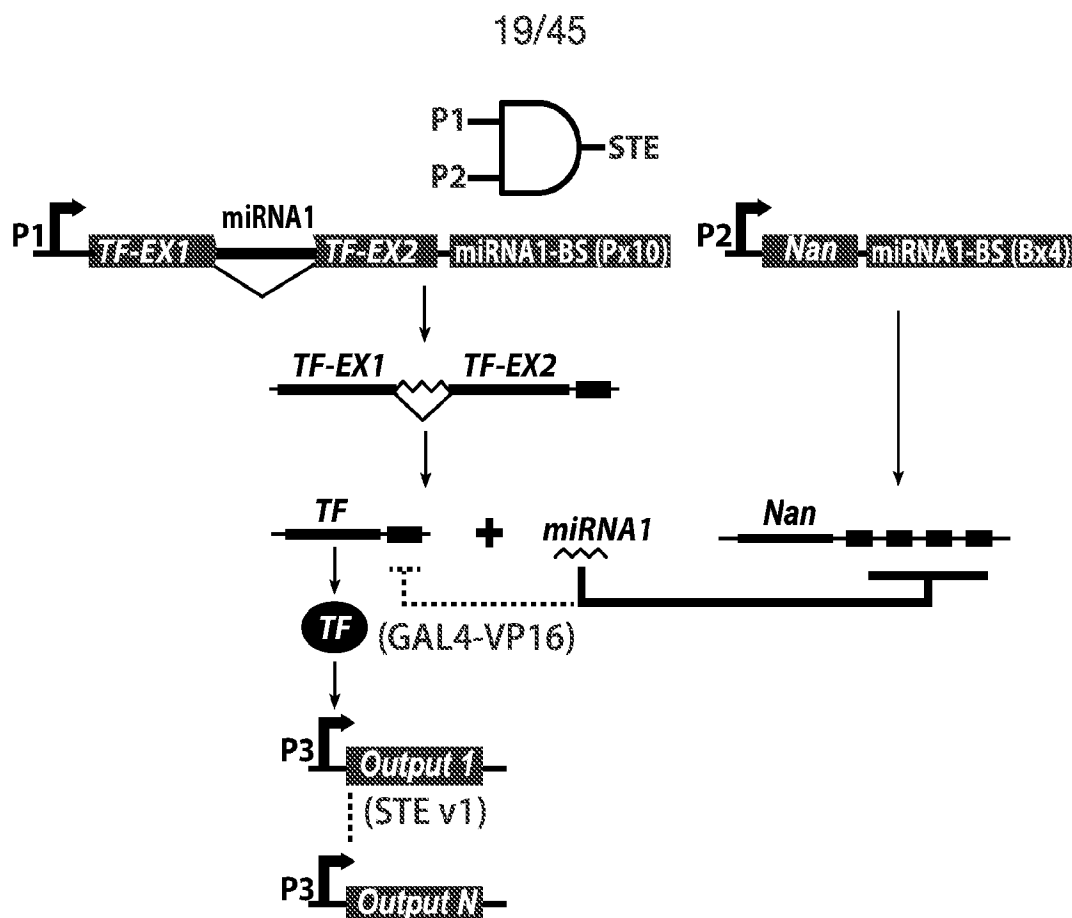 19/45
P1
STE
P2
miRNA1
P1 TF-EX1 TF-EX2 miRNA1-BS (Px10)
P2 Nan miRNA1-BS (Bx4)
TF-EX1 TF-EX2
TF + miRNA1 Nan
TF (GAL4-VP16)
P3 Output 1
(STE v1)
P3 Output N